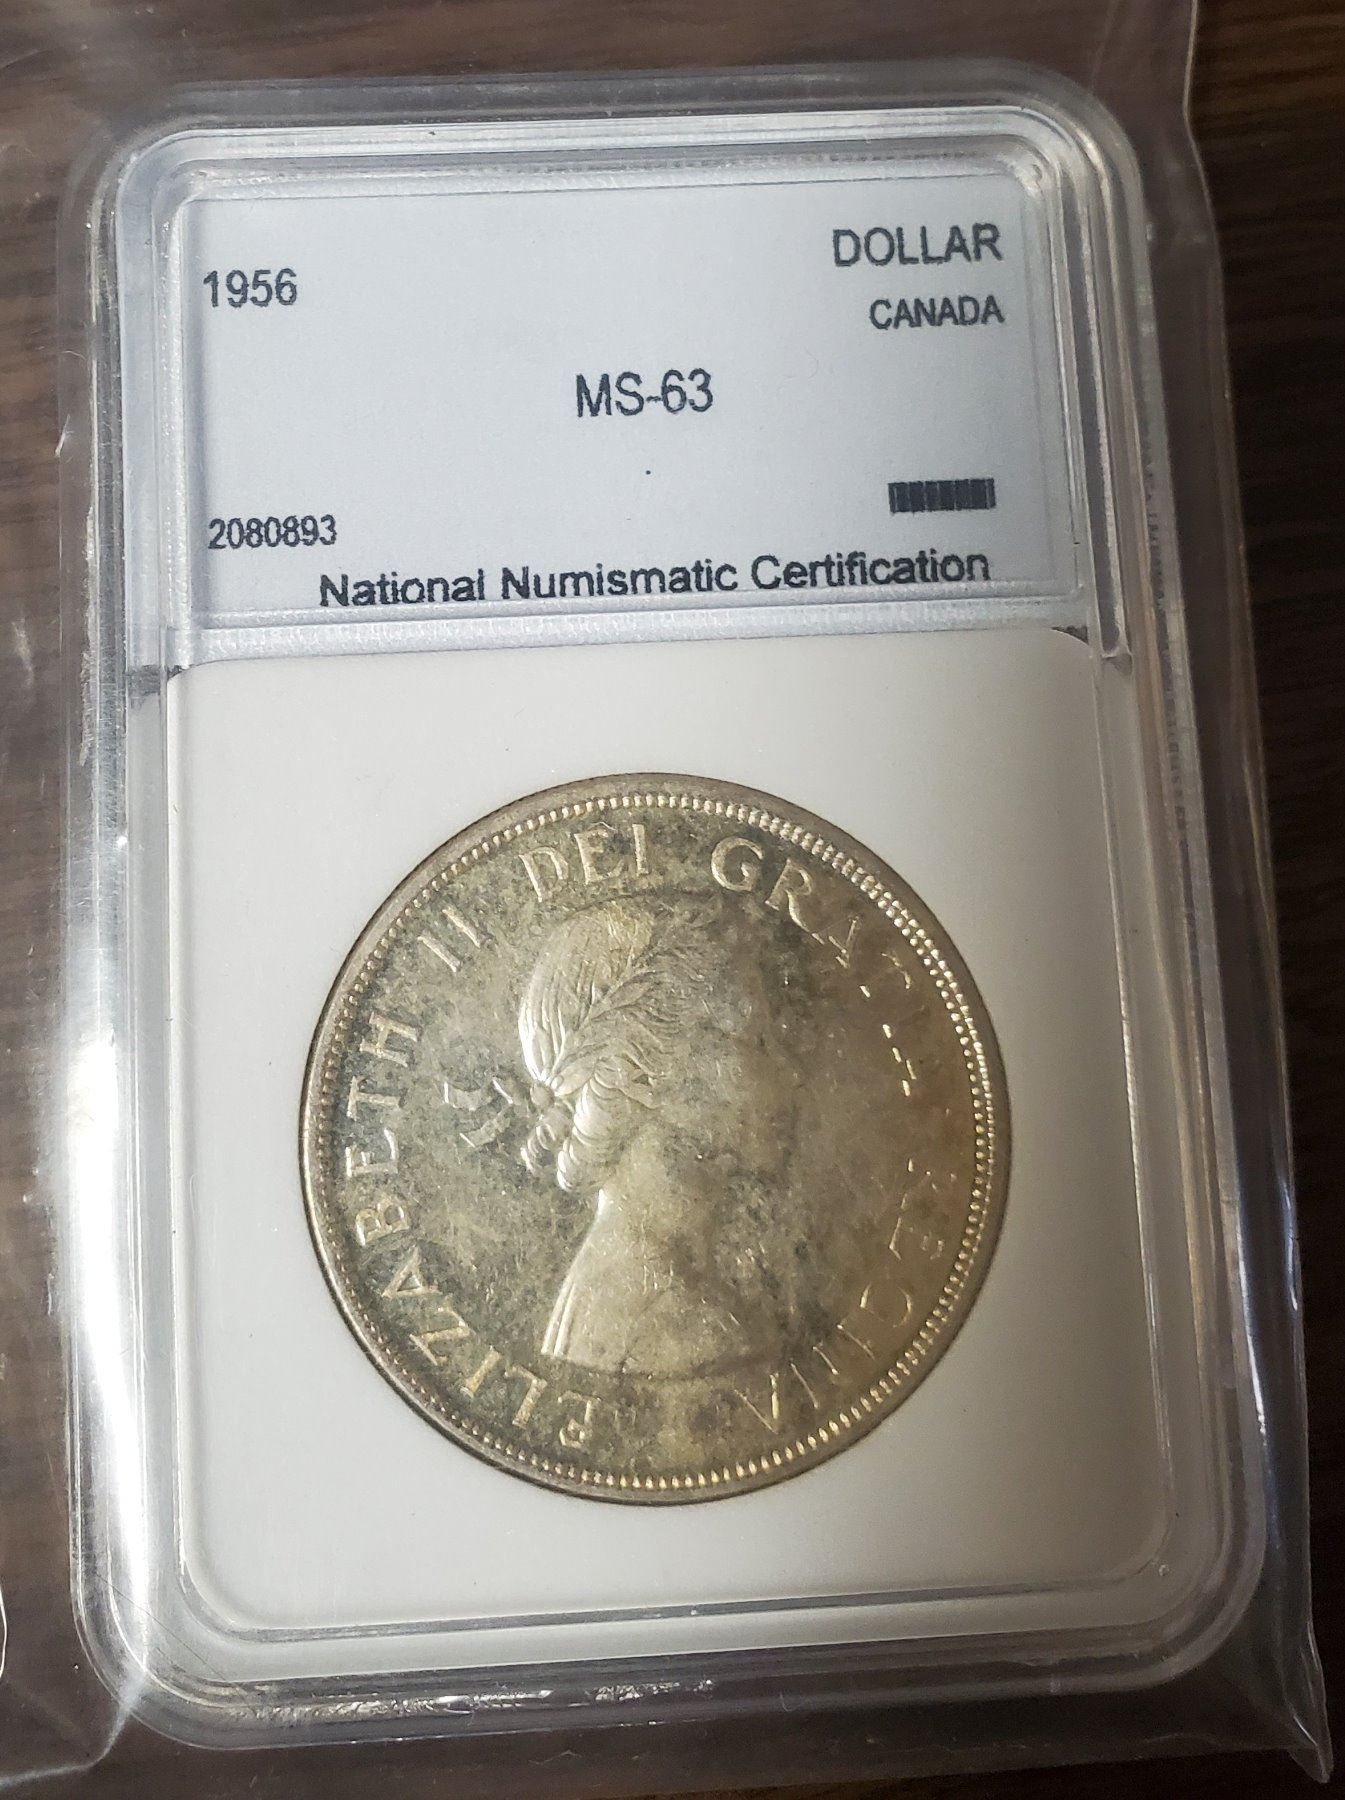 DOLLAR
1956
CANADA
MS-63
2080893
National Numismatic Certification
ELIZABETH II DEI GRATIA REGINA